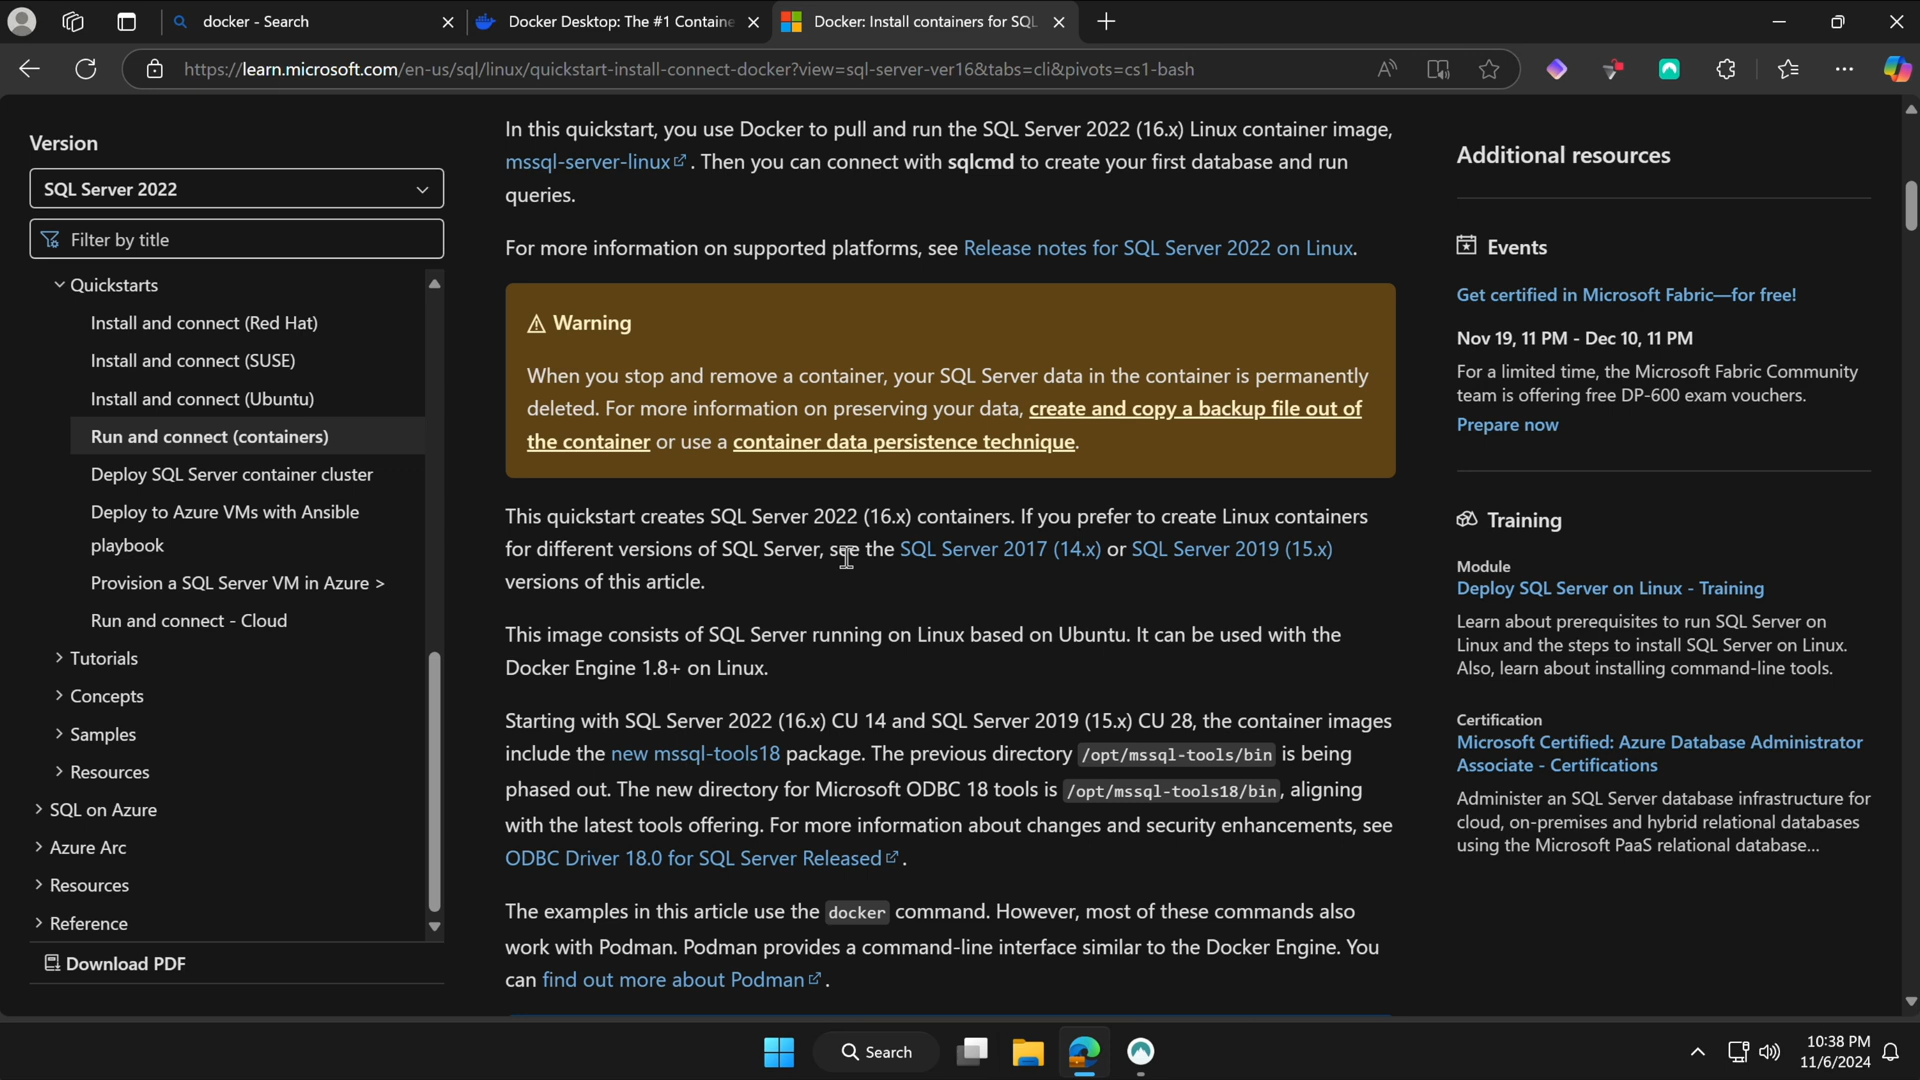 docker - Search
Docker Desktop: The #1 Containe
Docker: Install containers for SQL
https://learn.microsoft.com/en-us/sql/linux/quickstart-install-connect-docker?view=sql-server-ver16&tabs=cli&pivots=cs1-bash
Version
SQL Server 2022
Filter by title
Quickstarts
Install and connect (Red Hat)
Install and connect (SUSE)
Install and connect (Ubuntu)
Run and connect (containers)
Deploy SQL Server container cluster
Deploy to Azure VMs with Ansible
playbook
Provision a SQL Server VM in Azure >
Run and connect - Cloud
Tutorials
Concepts
Samples
Resources
SQL on Azure
Azure Arc
Resources
Reference
Download PDF
In this quickstart, you use Docker to pull and run the SQL Server 2022 (16.x) Linux container image,
mssql-server-linux. Then you can connect with sqlcmd to create your first database and run
queries.
For more information on supported platforms, see Release notes for SQL Server 2022 on Linux.
Warning
When you stop and remove a container, your SQL Server data in the container is permanently
deleted. For more information on preserving your data, create and copy a backup file out of
the container or use a container data persistence technique.
This quickstart creates SQL Server 2022 (16.x) containers. If you prefer to create Linux containers
for different versions of SQL Server, see the SQL Server 2017 (14.x) or SQL Server 2019 (15.x)
versions of this article.
This image consists of SQL Server running on Linux based on Ubuntu. It can be used with the
Docker Engine 1.8+ on Linux.
Starting with SQL Server 2022 (16.x) CU 14 and SQL Server 2019 (15.x) CU 28, the container images
include the new mssql-tools18 package. The previous directory /opt/mssql-tools/bin is being
phased out. The new directory for Microsoft ODBC 18 tools is /opt/mssql-tools18/bin, aligning
with the latest tools offering. For more information about changes and security enhancements, see
ODBC Driver 18.0 for SQL Server Released.
The examples in this article use the docker command. However, most of these commands also
work with Podman. Podman provides a command-line interface similar to the Docker Engine. You
can find out more about Podman.
Additional resources
Events
Get certified in Microsoft Fabric—for free!
Nov 19, 11 PM - Dec 10, 11 PM
For a limited time, the Microsoft Fabric Community
team is offering free DP-600 exam vouchers.
Prepare now
Training
Module
Deploy SQL Server on Linux - Training
Learn about prerequisites to run SQL Server on
Linux and the steps to install SQL Server on Linux.
Also, learn about installing command-line tools.
Certification
Microsoft Certified: Azure Database Administrator
Associate - Certifications
Administer an SQL Server database infrastructure for
cloud, on-premises and hybrid relational databases
using the Microsoft PaaS relational database...
Search
10:38 PM
11/6/2024